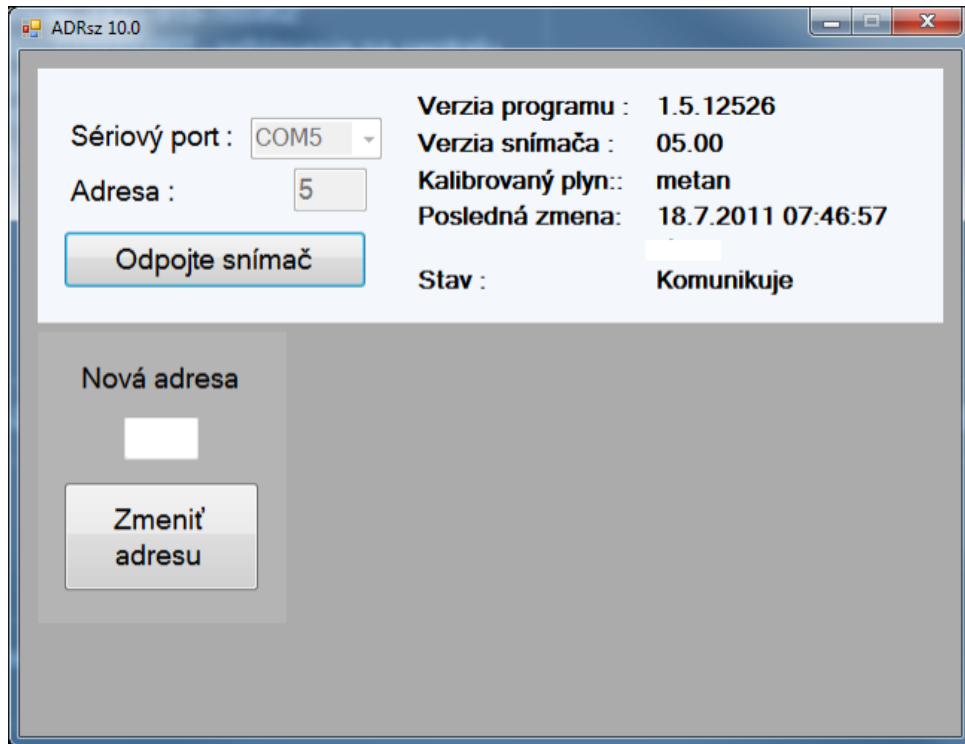 ADRsz 10.0
Sériový port : COM5
Adresa : 5
Odpojte snímač
Verzia programu : 1.5.12526
Verzia snímača : 05.00
Kalibrovaný plyn:: metan
Posledná zmena: 18.7.2011 07:46:57
Stav : Komunikuje
Nová adresa
Zmeniť
adresu